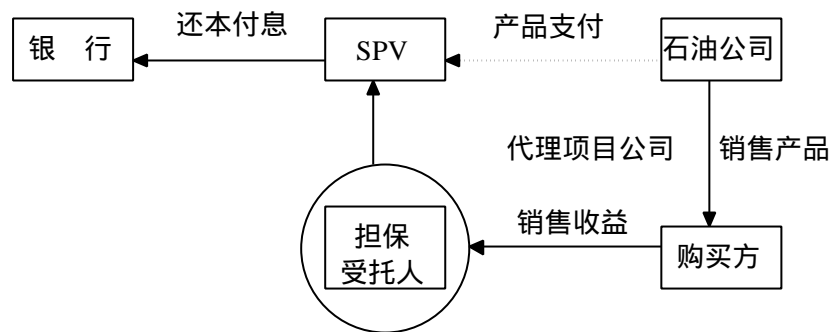 还本付息
产品支付
银 行
SPV
石油公司
代理项目公司
销售产品
销售收益
担保
受托人
购买方